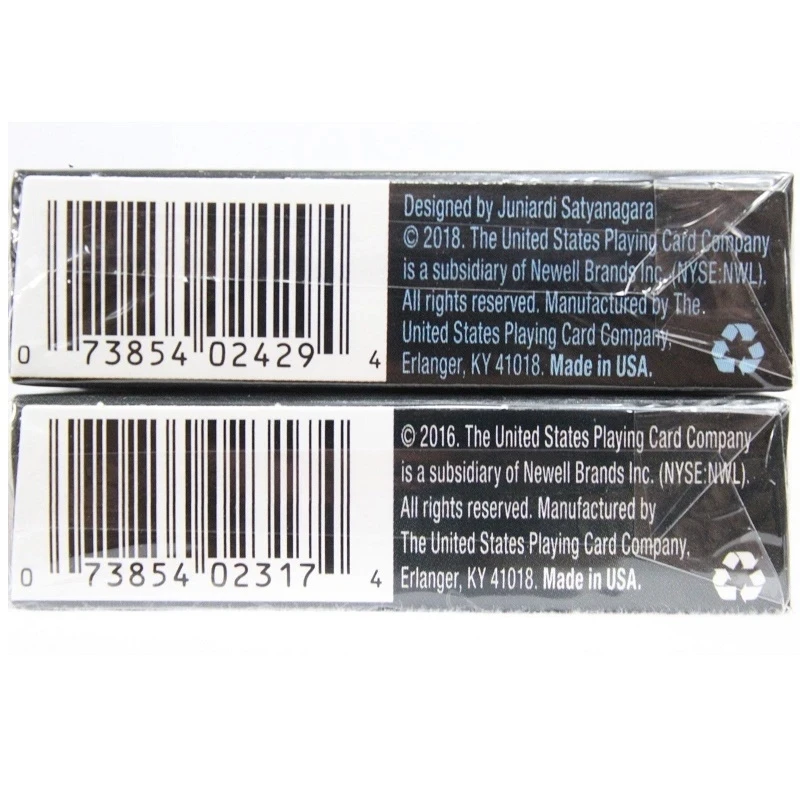 0 73854 02429 4
Designed by Juniardi Satyanagara
© 2018. The United States Playing Card Company
is a subsidiary of Newell Brands Inc. (NYSE:NWL).
All rights reserved. Manufactured by The
United States Playing Card Company,
Erlanger, KY 41018. Made in USA.
0 73854 02317 4
© 2016. The United States Playing Card Company
is a subsidiary of Newell Brands Inc. (NYSE:NWL).
All rights reserved. Manufactured by
The United States Playing Card Company,
Erlanger, KY 41018. Made in USA.